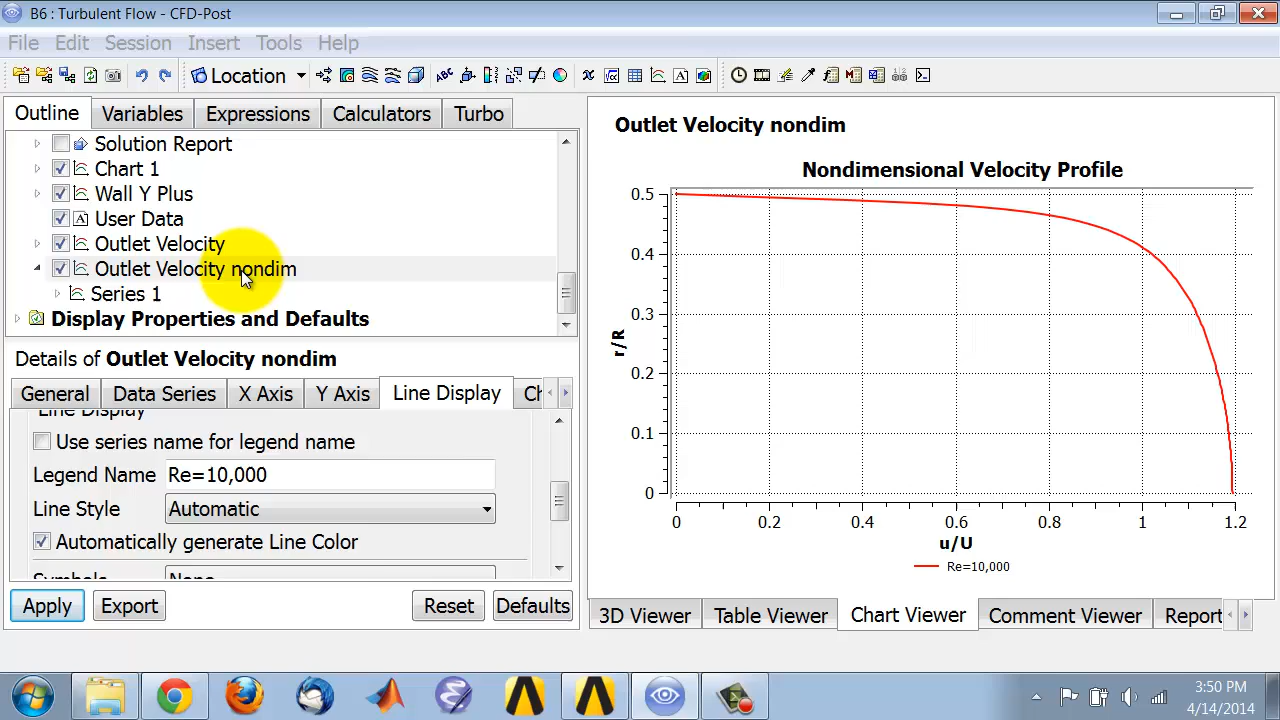 B6 : Turbulent Flow - CFD-Post
File Edit Session Insert Tools Help
Location
Outline Variables Expressions Calculators Turbo
Solution Report
Chart 1
Wall Y Plus
User Data
Outlet Velocity
Outlet Velocity nondim
Series 1
Display Properties and Defaults
Details of Outlet Velocity nondim
General Data Series X Axis Y Axis Line Display
Line Display
Use series name for legend name
Legend Name Re=10,000
Line Style Automatic
Automatically generate Line Color
Symbols None
Apply Export Reset Defaults
Outlet Velocity nondim
Nondimensional Velocity Profile
0.5
0.4
0.3
0.2
0.1
0
r/R
0 0.2 0.4 0.6 0.8 1 1.2
u/U
Re=10,000
3D Viewer Table Viewer Chart Viewer Comment Viewer Report
3:50 PM
4/14/2014